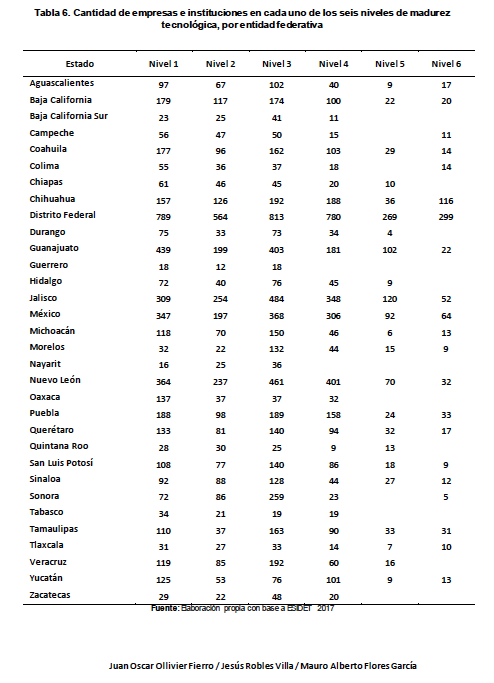 Tabla 6. Cantidad de empresas e instituciones en cada uno de los seis niveles de madurez
tecnológica, por entidad federativa
Estado Nivel 1 Nivel 2 Nivel 3 Nivel 4 Nivel 5 Nivel 6
Aguascalientes 97 67 102 40 9 17
Baja California 179 117 174 100 22 20
Baja California Sur 23 25 41 11
Campeche 56 47 50 15 11
Coahuila 177 96 162 103 29 14
Colima 55 36 37 18 14
Chiapas 61 46 45 20 10
Chihuahua 157 126 192 188 36 116
Distrito Federal 789 564 813 780 269 299
Durango 75 33 73 34 4
Guanajuato 439 199 403 181 102 22
Guerrero 18 12 18
Hidalgo 72 40 76 45 9
Jalisco 309 254 484 348 120 52
México 347 197 368 306 92 64
Michoacán 118 70 150 46 6 13
Morelos 32 22 132 44 15 9
Nayarit 16 25 36
Nuevo León 364 237 461 401 70 32
Oaxaca 137 37 37 32
Puebla 188 98 189 158 24 33
Querétaro 133 81 140 94 32 17
Quintana Roo 28 30 25 9 13
San Luis Potosí 108 77 140 86 18 9
Sinaloa 92 88 128 44 27 12
Sonora 72 86 259 23 5
Tabasco 34 21 19 19
Tamaulipas 110 37 163 90 33 31
Tlaxcala 31 27 33 14 7 10
Veracruz 119 85 192 60 16
Yucatán 125 53 76 101 9 13
Zacatecas 29 22 48 20
Fuente: Elaboración propia con base a ESIDET 2017
Juan Oscar Ollivier Fierro / Jesús Robles Villa / Mauro Alberto Flores García